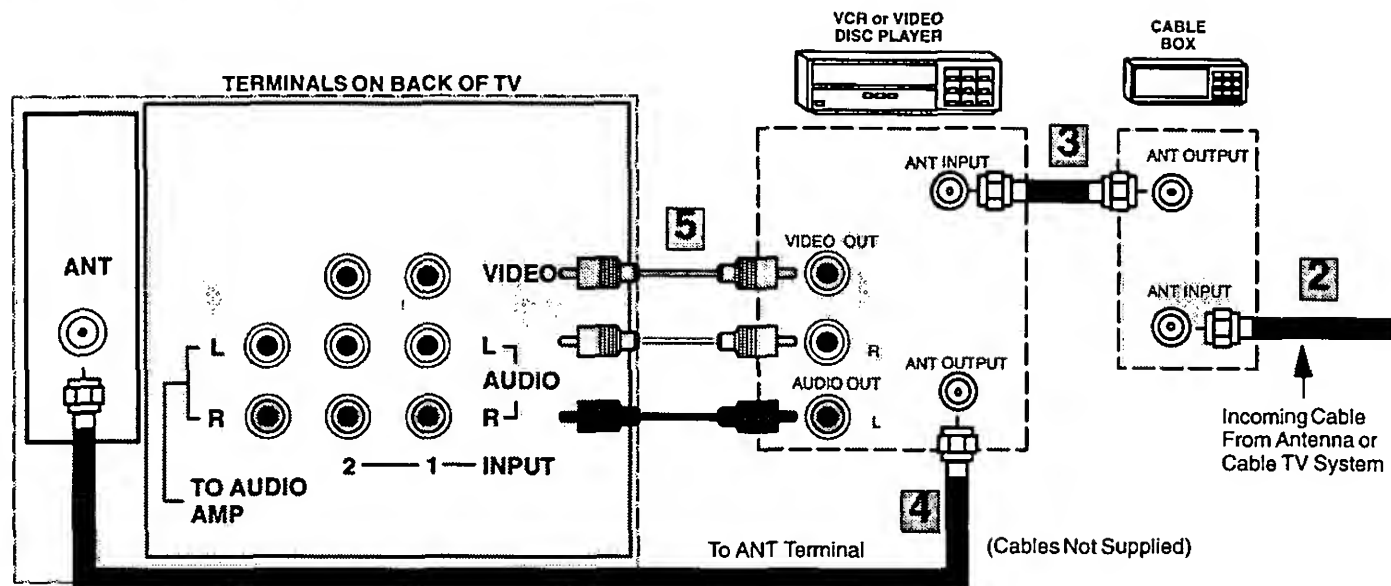 VCR or VIDEO
DISC PLAYER
CABLE
BOX
TERMINALS ON BACK OF TV
3
ANT INPUT
ANT OUTPUT
5
VIDEO OUT
ANT
VIDEO
2
ANT INPUT
L
L
R
AUDIO
ANT OUTPUT
AUDIO OUT
R
R
L
Incoming Cable
From Antenna or
Cable TV System
2
1
INPUT
TO AUDIO
AMP
4
To ANT Terminal
(Cables Not Supplied)